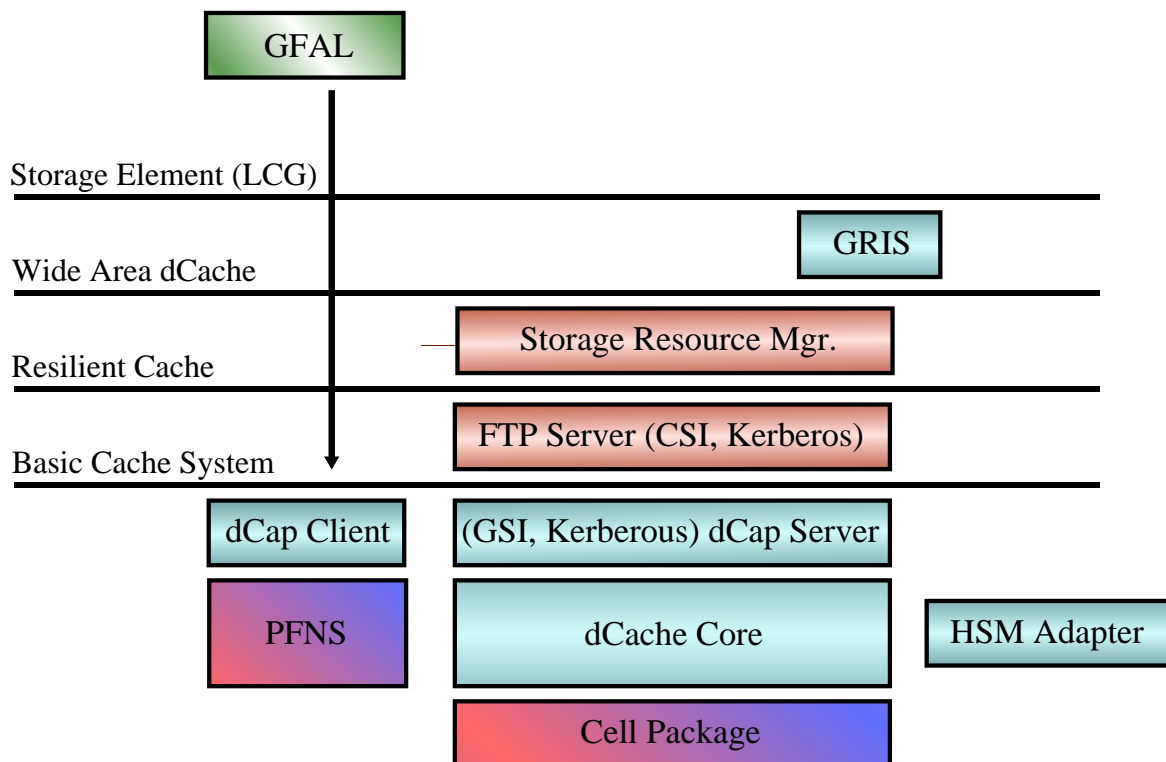 GFAL
Storage Element (LCG)
GRIS
Wide Area dCache
Storage Resource Mgr.
Resilient Cache
FTP Server (CSI, Kerberos)
Basic Cache System
dCap Client
(GSI, Kerberous) dCap Server
PFNS
dCache Core
HSM Adapter
Cell Package